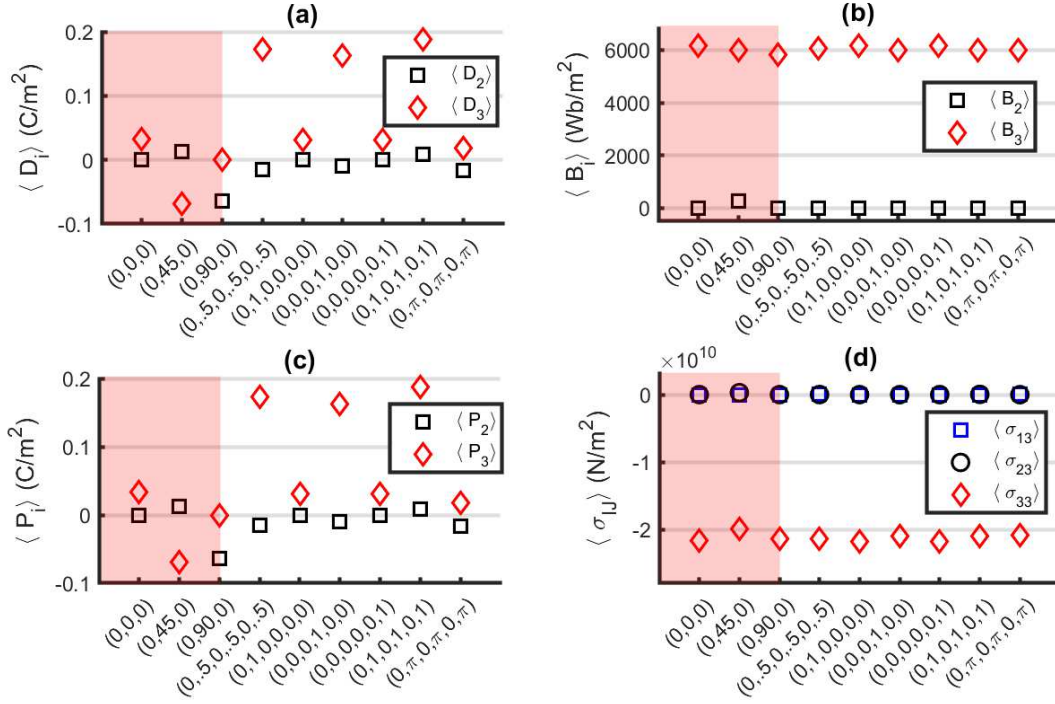 (a)
⟨ D_i⟩ (C/m^2)
0.2
0.1
0
-0.1
⟨ D_2⟩
⟨ D_3⟩
(0,0,0)
(0,45,0)
(0,90,0)
(0,.5,0,.5,0,.5)
(0,1,0,0,0,0)
(0,0,0,1,0,0)
(0,0,0,0,0,1)
(0,1,0,1,0,1)
(0,π,0,π,0,π)
(b)
⟨ B_i⟩ (Wb/m^2)
6000
4000
2000
0
⟨ B_2⟩
⟨ B_3⟩
(0,0,0)
(0,45,0)
(0,90,0)
(0,.5,0,.5,0,.5)
(0,1,0,0,0,0)
(0,0,0,1,0,0)
(0,0,0,0,0,1)
(0,1,0,1,0,1)
(0,π,0,π,0,π)
(c)
⟨ P_i⟩ (C/m^2)
0.2
0.1
0
-0.1
⟨ P_2⟩
⟨ P_3⟩
(0,0,0)
(0,45,0)
(0,90,0)
(0,.5,0,.5,0,.5)
(0,1,0,0,0,0)
(0,0,0,1,0,0)
(0,0,0,0,0,1)
(0,1,0,1,0,1)
(0,π,0,π,0,π)
(d)
×10^10
⟨ σ_IJ⟩ (N/m^2)
0
-1
-2
⟨ σ_13⟩
⟨ σ_23⟩
⟨ σ_33⟩
(0,0,0)
(0,45,0)
(0,90,0)
(0,.5,0,.5,0,.5)
(0,1,0,0,0,0)
(0,0,0,1,0,0)
(0,0,0,0,0,1)
(0,1,0,1,0,1)
(0,π,0,π,0,π)